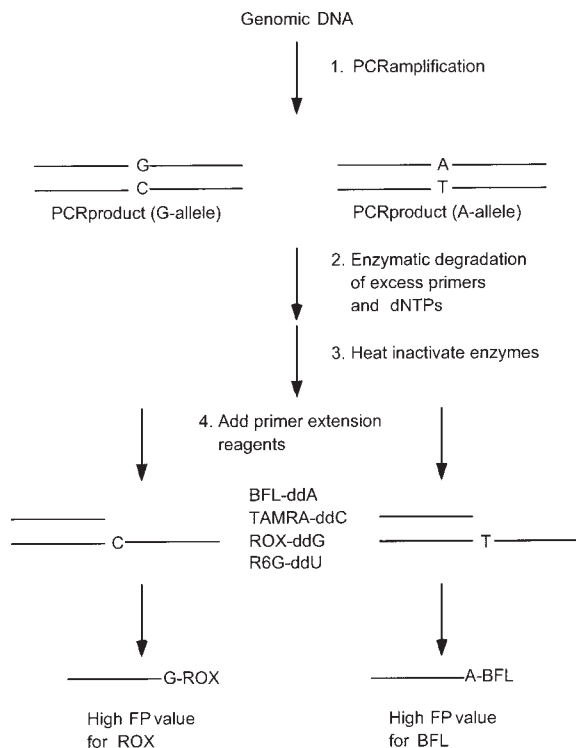 Genomic DNA
1. PCRamplification
G
C
PCRproduct (G-allele)
A
T
PCRproduct (A-allele)
2. Enzymatic degradation
of excess primers
and dNTPs
3. Heat inactivate enzymes
4. Add primer extension
reagents
BFL-ddA
TAMRA-ddC
ROX-ddG
R6G-ddU
C
T
G-ROX
A-BFL
High FP value
for ROX
High FP value
for BFL